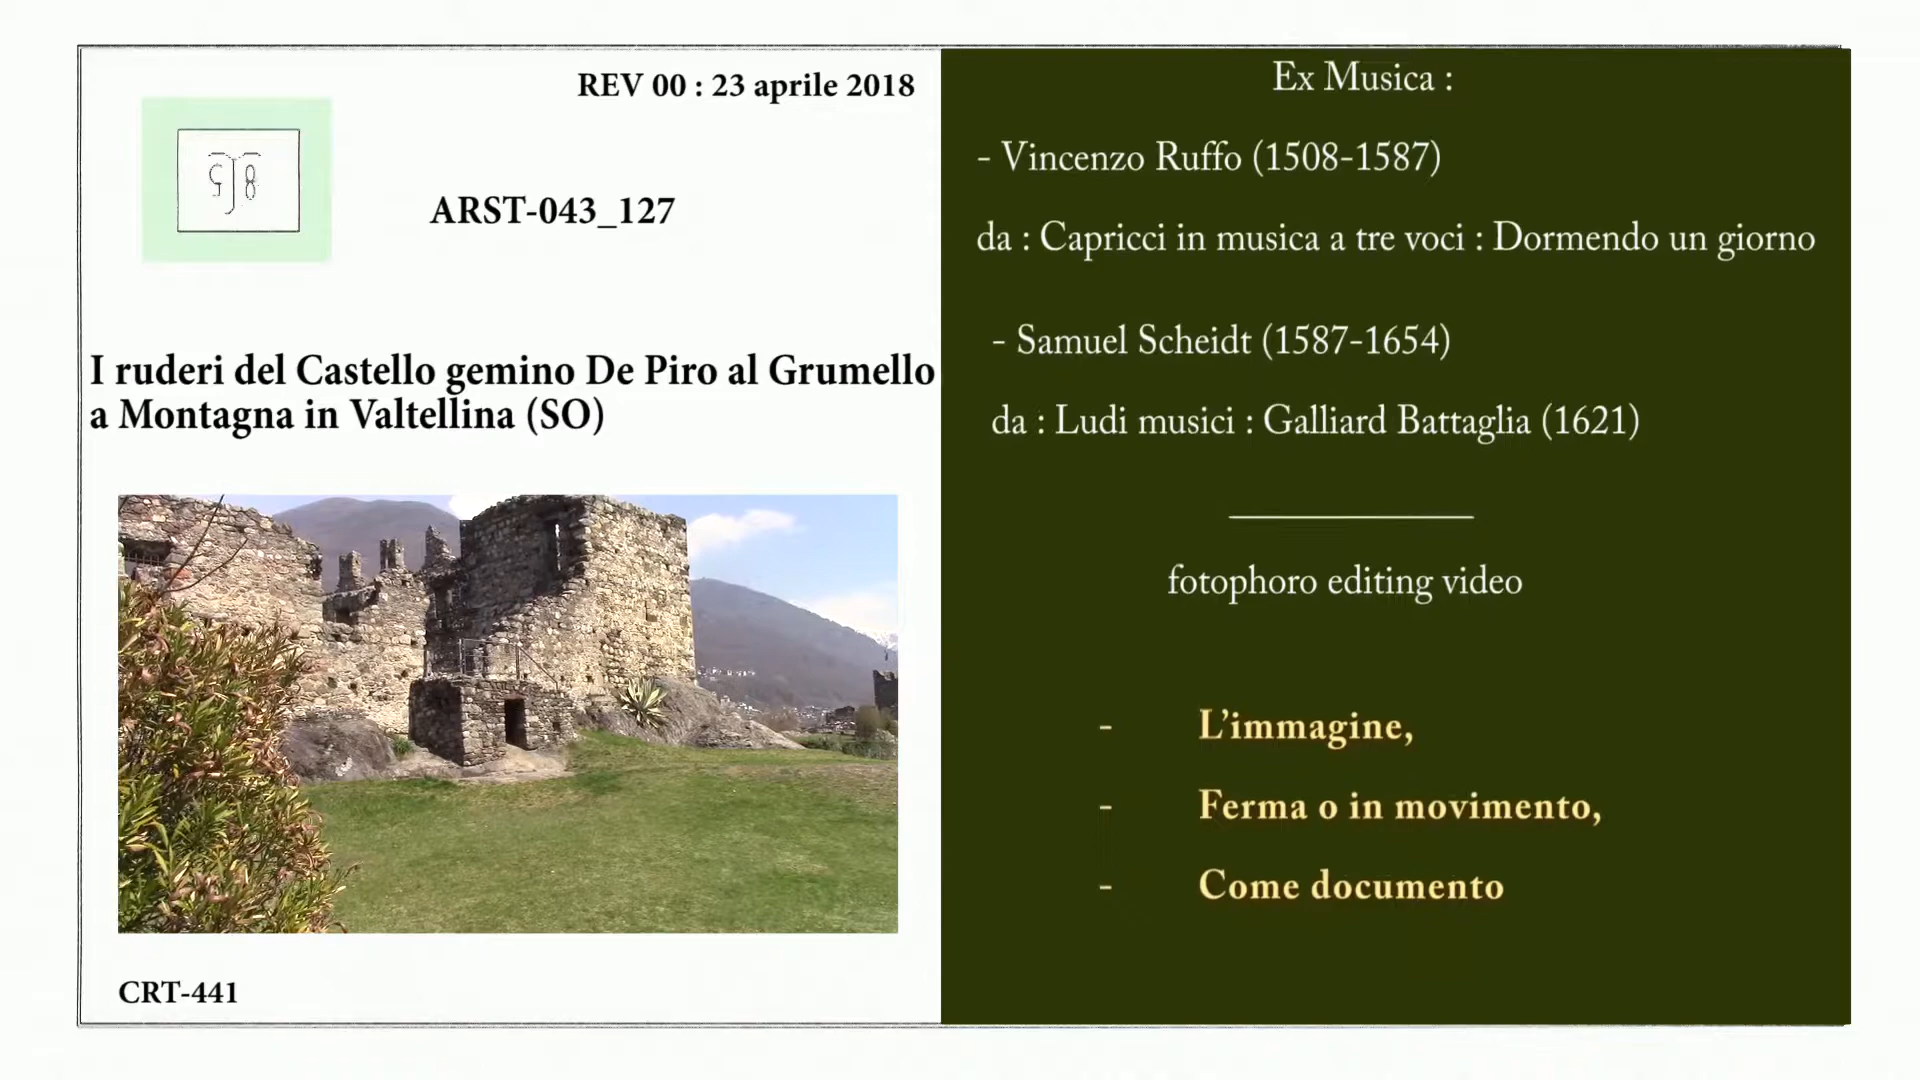 REV 00 : 23 aprile 2018
ARST-043_127
I ruderi del Castello gemino De Piro al Grumello
a Montagna in Valtellina (SO)
CRT-441
Ex Musica :
- Vincenzo Ruffo (1508-1587)
da : Capricci in musica a tre voci : Dormendo un giorno
- Samuel Scheidt (1587-1654)
da : Ludi musici : Galliard Battaglia (1621)
fotophoro editing video
- L'immagine,
- Ferma o in movimento,
- Come documento